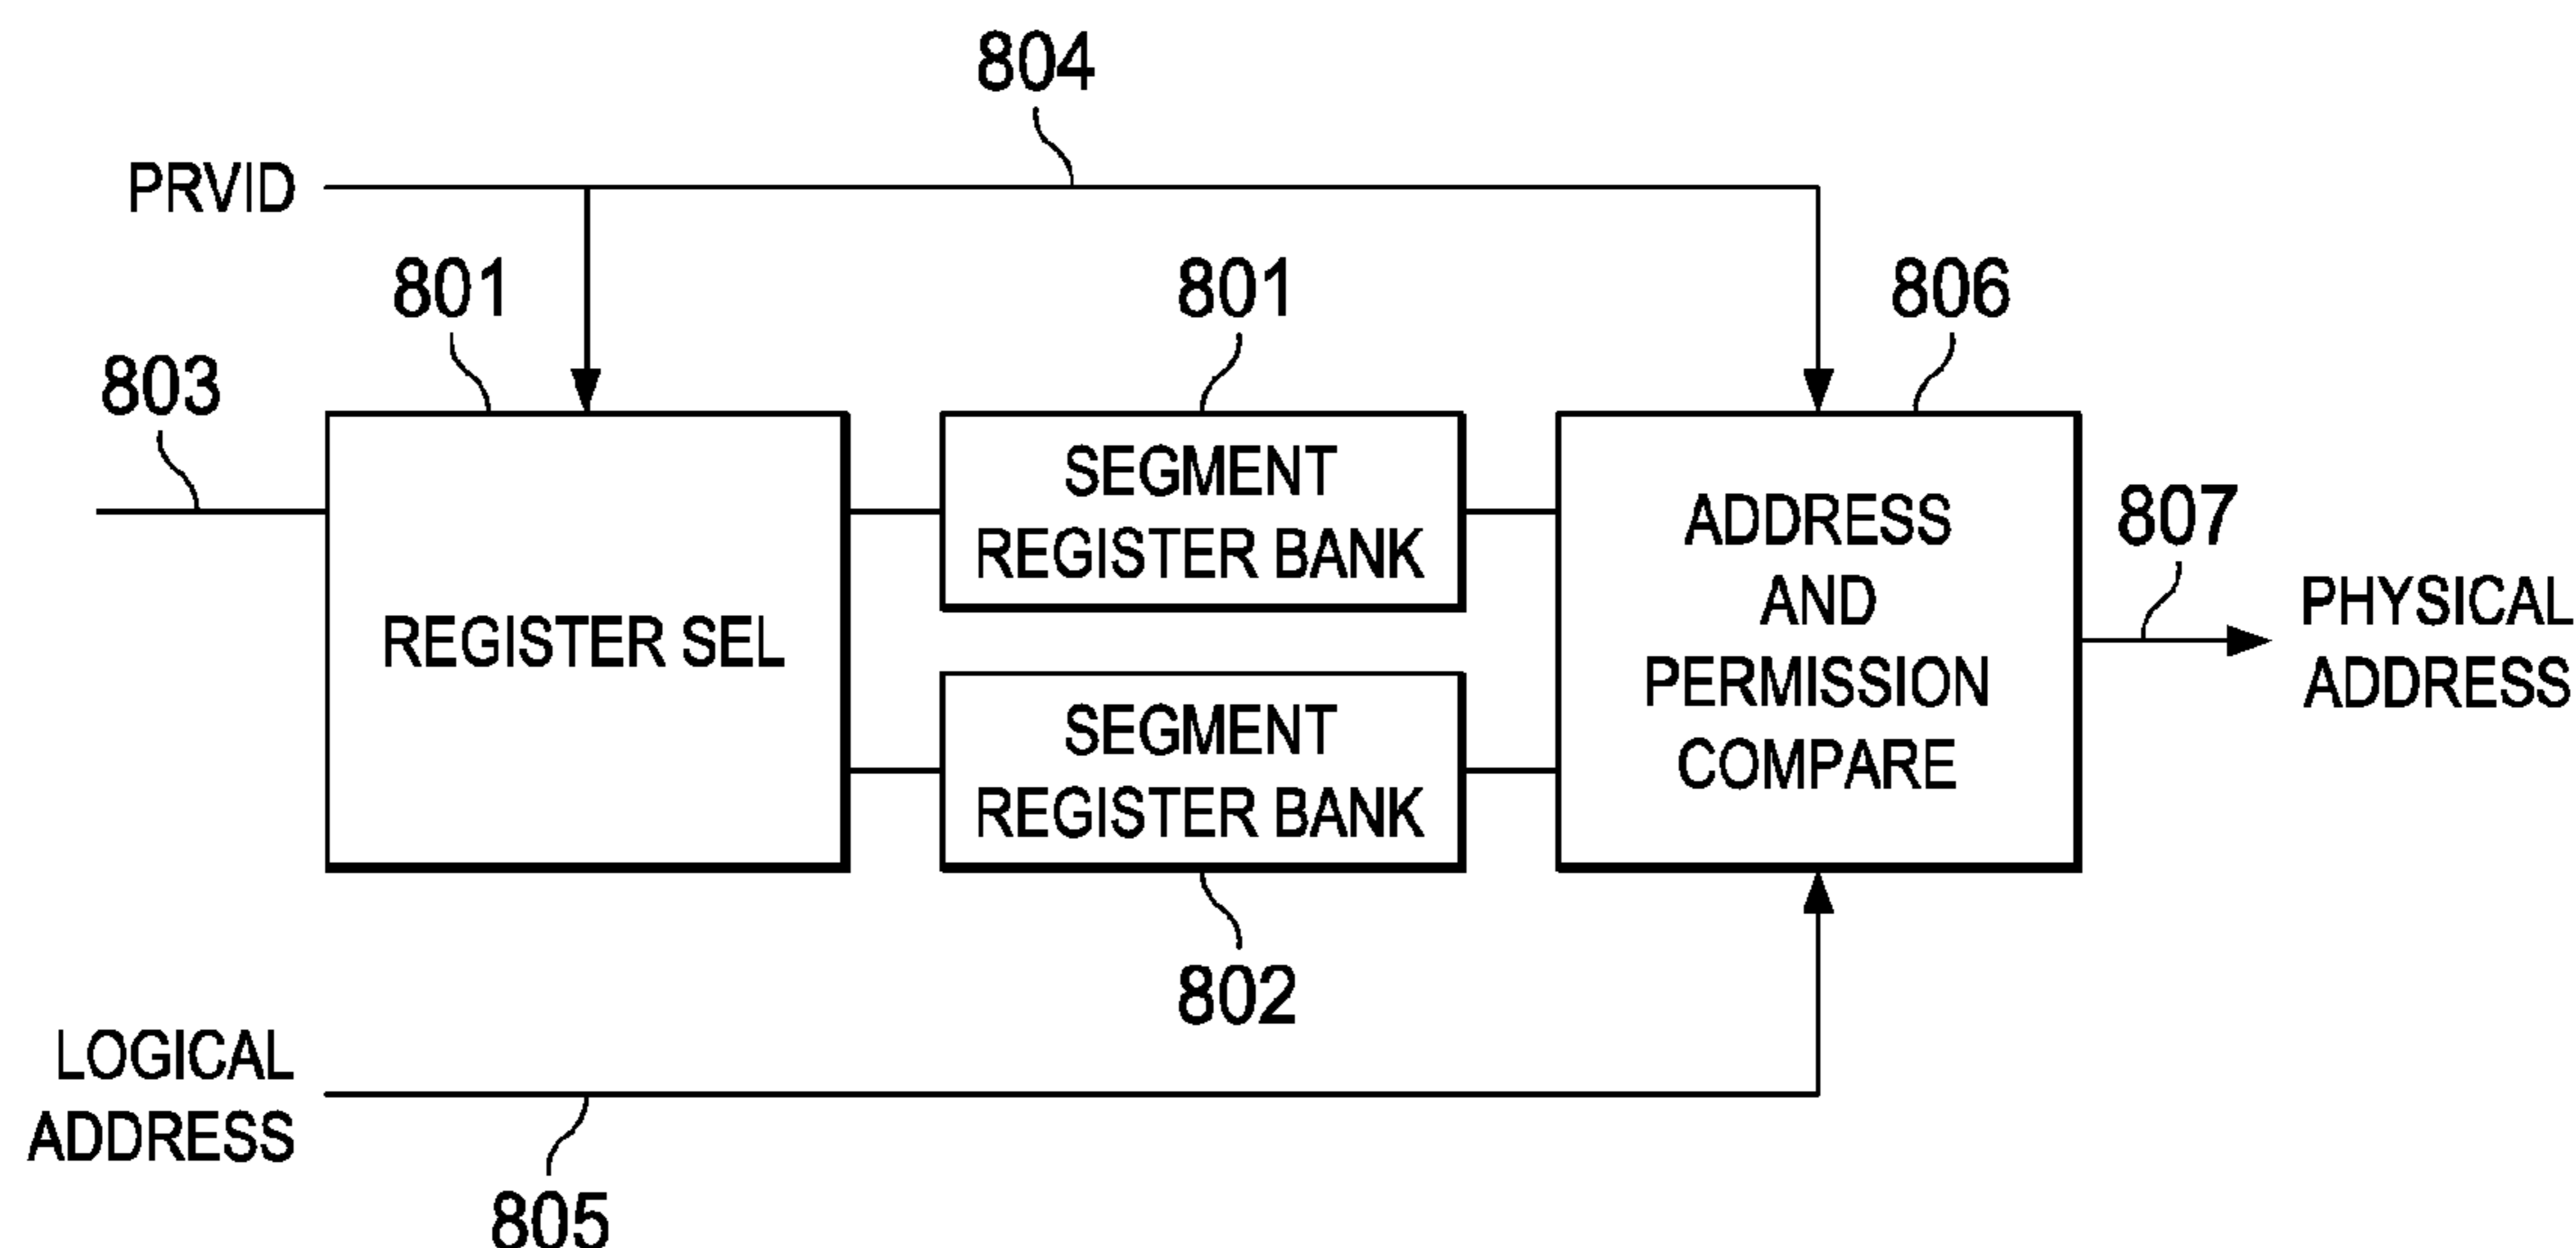 804
PRVID
801
801
806
803
SEGMENT
REGISTER BANK
ADDRESS
AND
PERMISSION
COMPARE
807
PHYSICAL
ADDRESS
REGISTER SEL
SEGMENT
REGISTER BANK
802
LOGICAL
ADDRESS
805